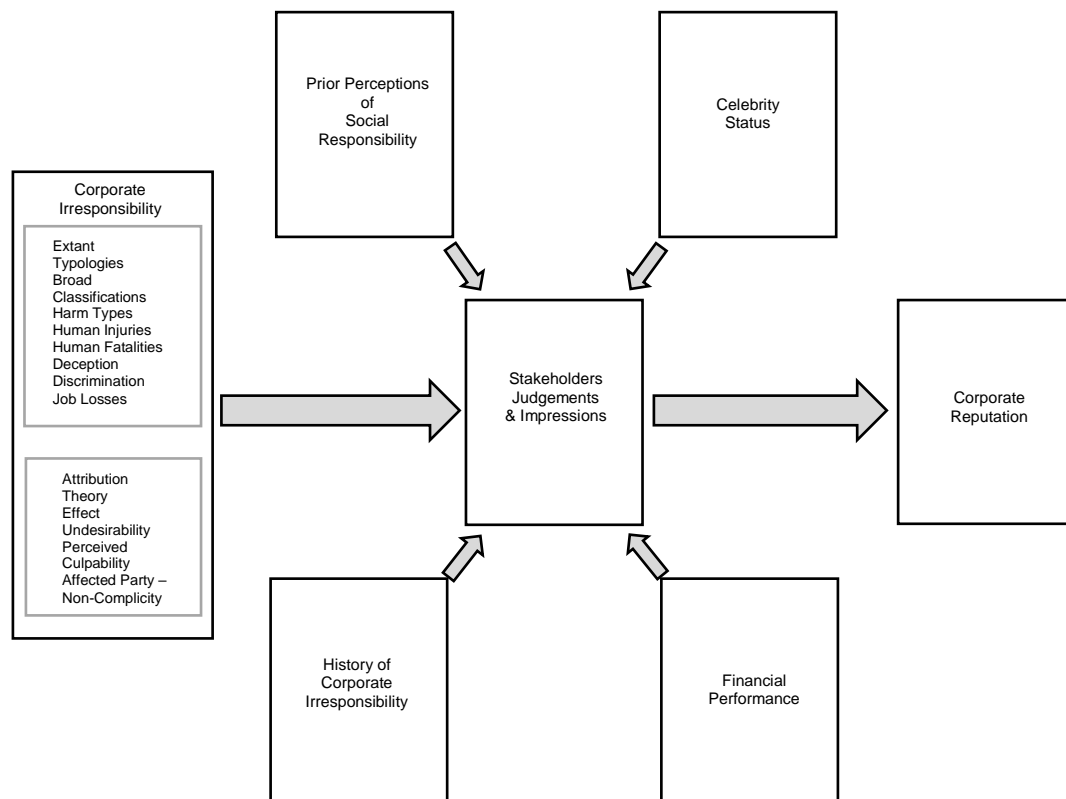 Prior Perceptions
of
Social
Responsibility
Celebrity
Status
Corporate
Irresponsibility
Extant
Typologies
Broad
Classifications
Harm Types
Human Injuries
Human Fatalities
Deception
Discrimination
Job Losses
Attribution
Theory
Effect
Undesirability
Perceived
Culpability
Affected Party –
Non-Complicity
Stakeholders
Judgements
& Impressions
Corporate
Reputation
History of
Corporate
Irresponsibility
Financial
Performance